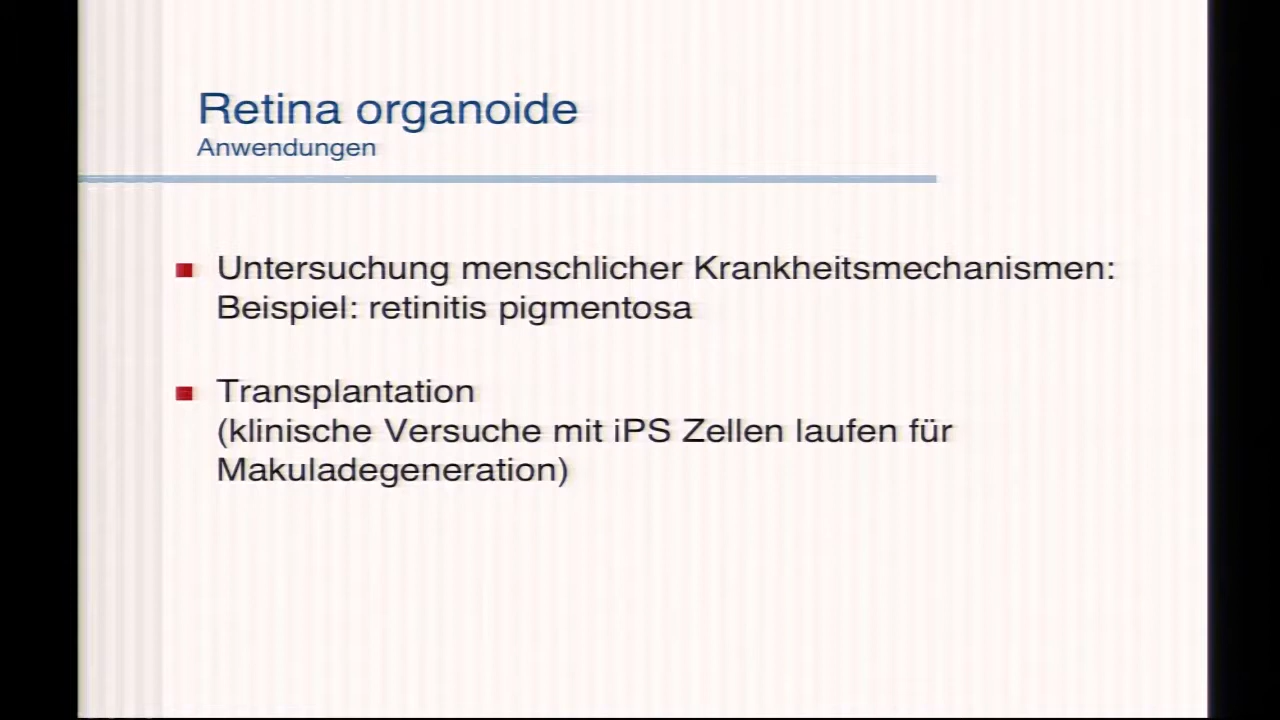 Retina organoide
Anwendungen
Untersuchung menschlicher Krankheitsmechanismen:
Beispiel: retinitis pigmentosa
Transplantation
(klinische Versuche mit iPS Zellen laufen für
Makuladegeneration)